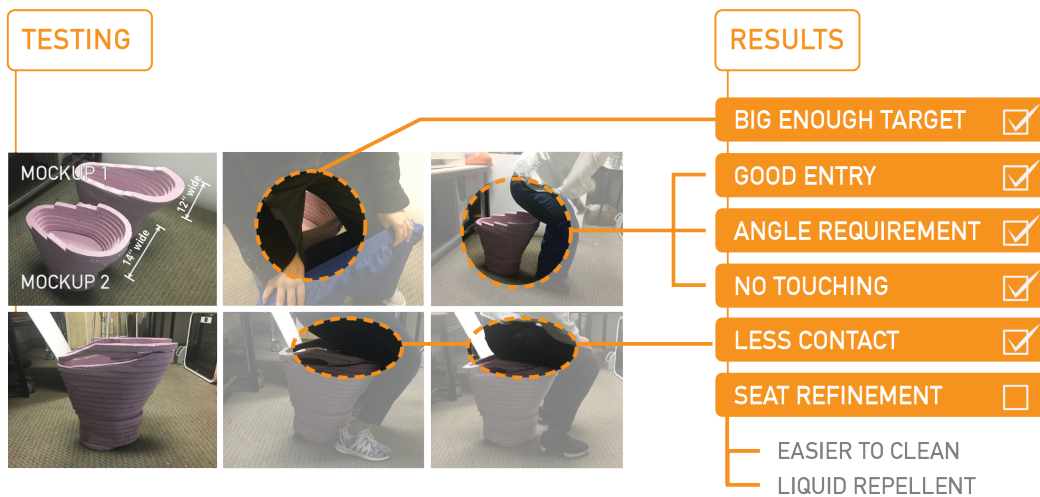 TESTING
RESULTS
BIG ENOUGH TARGET
MOCKUP 1
12" wide
14" wide
MOCKUP 2
GOOD ENTRY
ANGLE REQUIREMENT
NO TOUCHING
LESS CONTACT
SEAT REFINEMENT
EASIER TO CLEAN
LIQUID REPELLENT